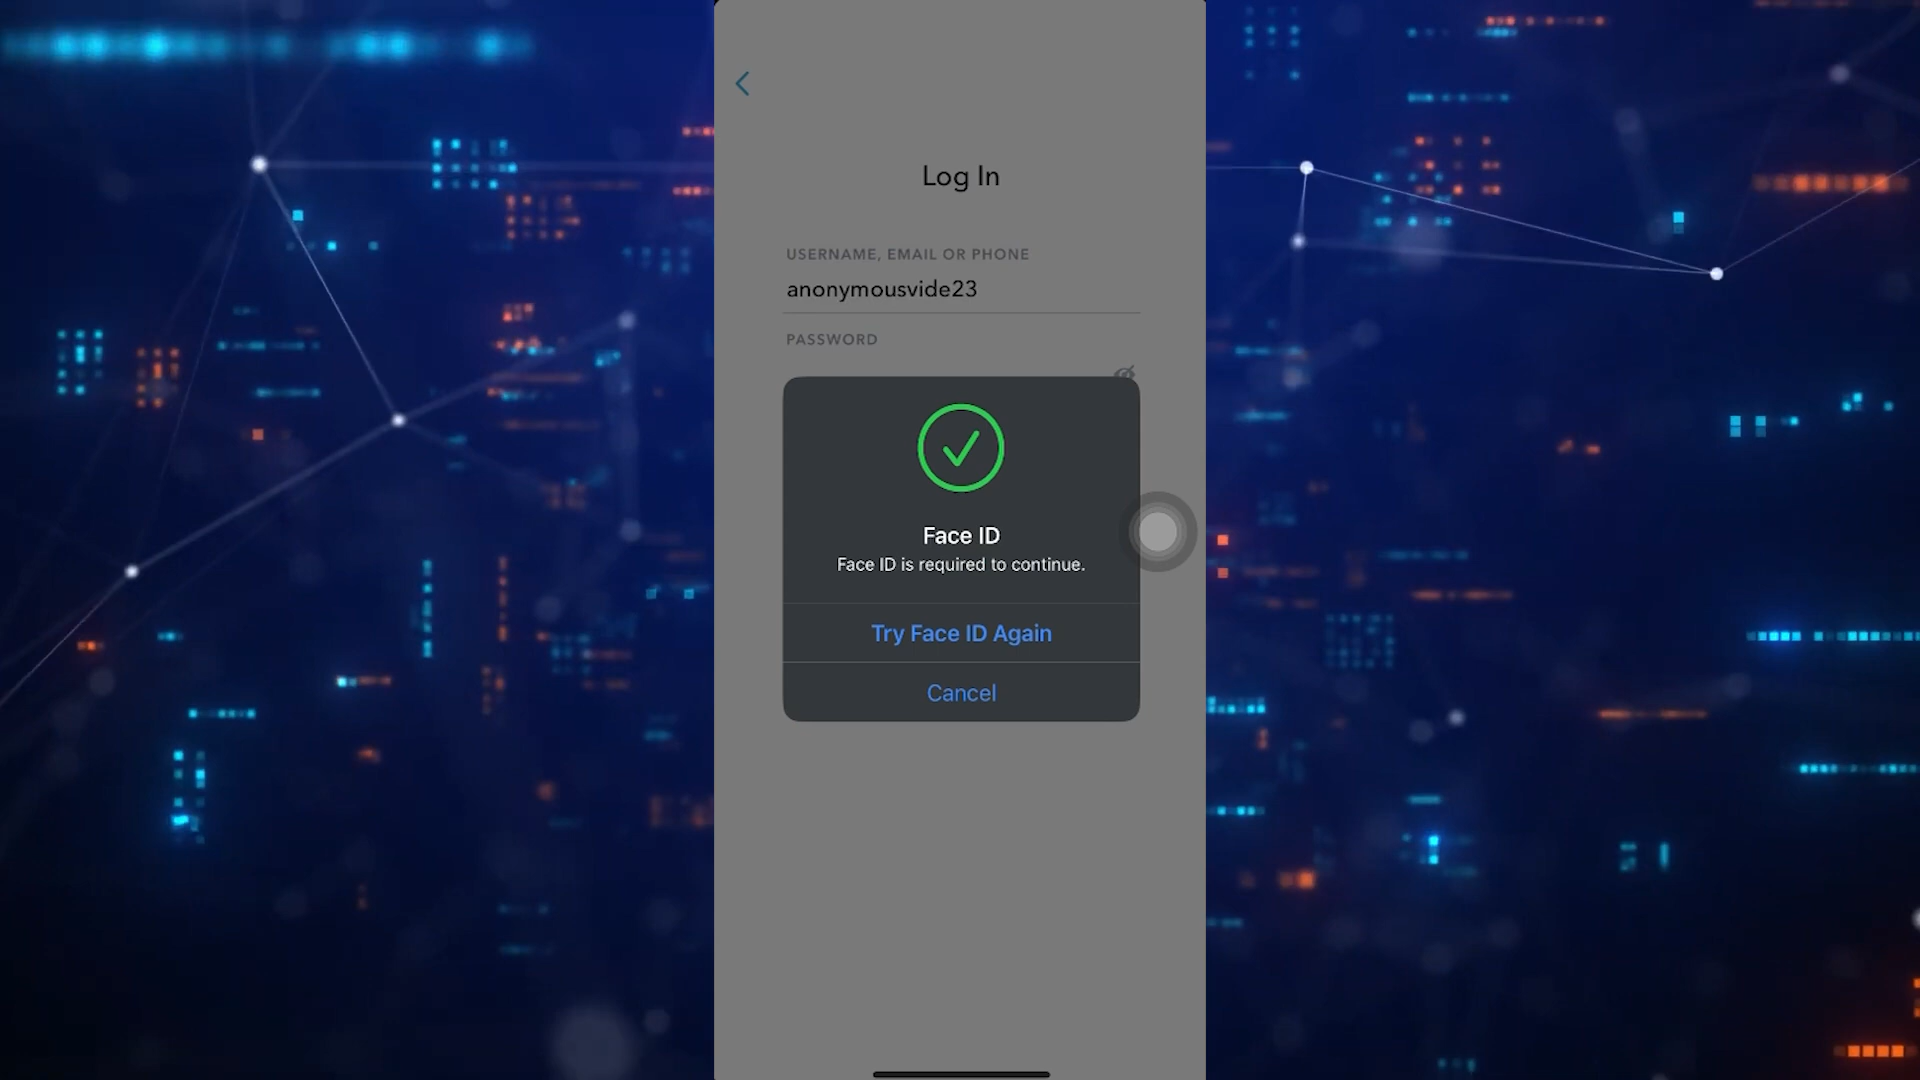 Log In
USERNAME, EMAIL OR PHONE
anonymousvide23
PASSWORD
Face ID
Face ID is required to continue.
Try Face ID Again
Cancel